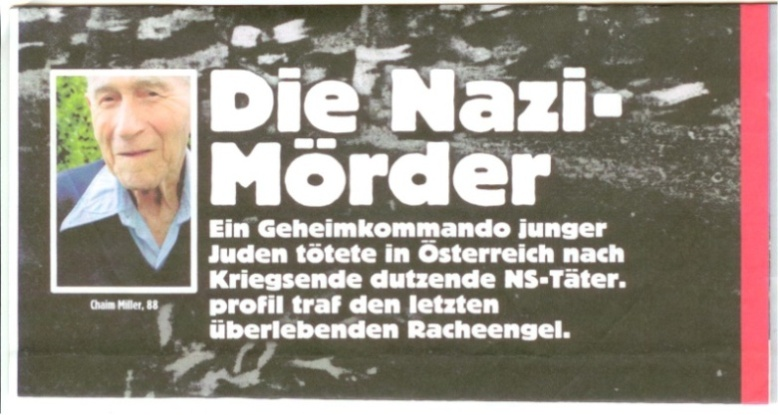 Die Nazi-
Mörder
Ein Geheimkommando junger
Juden tötete in Österreich nach
Kriegsende dutzende NS-Täter.
profil traf den letzten
überlebenden Racheengel.
Chaim Miller, 88